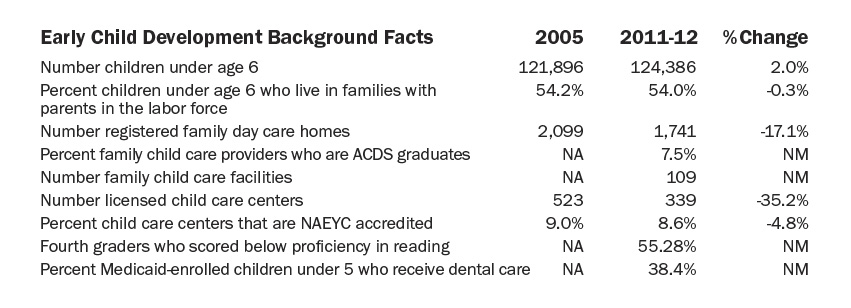 Early Child Development Background Facts 2005 2011-12 % Change
Number children under age 6 121,896 124,386 2.0%
Percent children under age 6 who live in families with 54.2% 54.0% -0.3%
parents in the labor force
Number registered family day care homes 2,099 1,741 -17.1%
Percent family child care providers who are ACDS graduates NA 7.5% NM
Number family child care facilities NA 109 NM
Number licensed child care centers 523 339 -35.2%
Percent child care centers that are NAEYC accredited 9.0% 8.6% -4.8%
Fourth graders who scored below proficiency in reading NA 55.28% NM
Percent Medicaid-enrolled children under 5 who receive dental care NA 38.4% NM